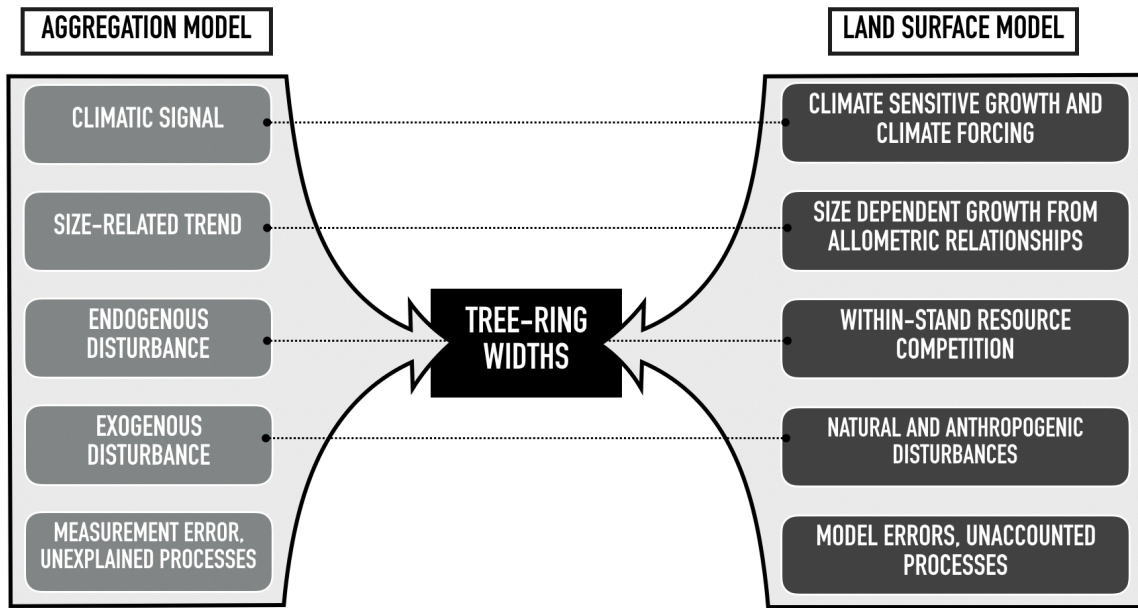 AGGREGATION MODEL
LAND SURFACE MODEL
CLIMATIC SIGNAL
CLIMATE SENSITIVE GROWTH AND
CLIMATE FORCING
SIZE-RELATED TREND
SIZE DEPENDENT GROWTH FROM
ALLOMETRIC RELATIONSHIPS
ENDOGENOUS
DISTURBANCE
TREE-RING
WIDTHS
WITHIN-STAND RESOURCE
COMPETITION
EXOGENOUS
DISTURBANCE
NATURAL AND ANTHROPOGENIC
DISTURBANCES
MEASUREMENT ERROR,
UNEXPLAINED PROCESSES
MODEL ERRORS, UNACCOUNTED
PROCESSES